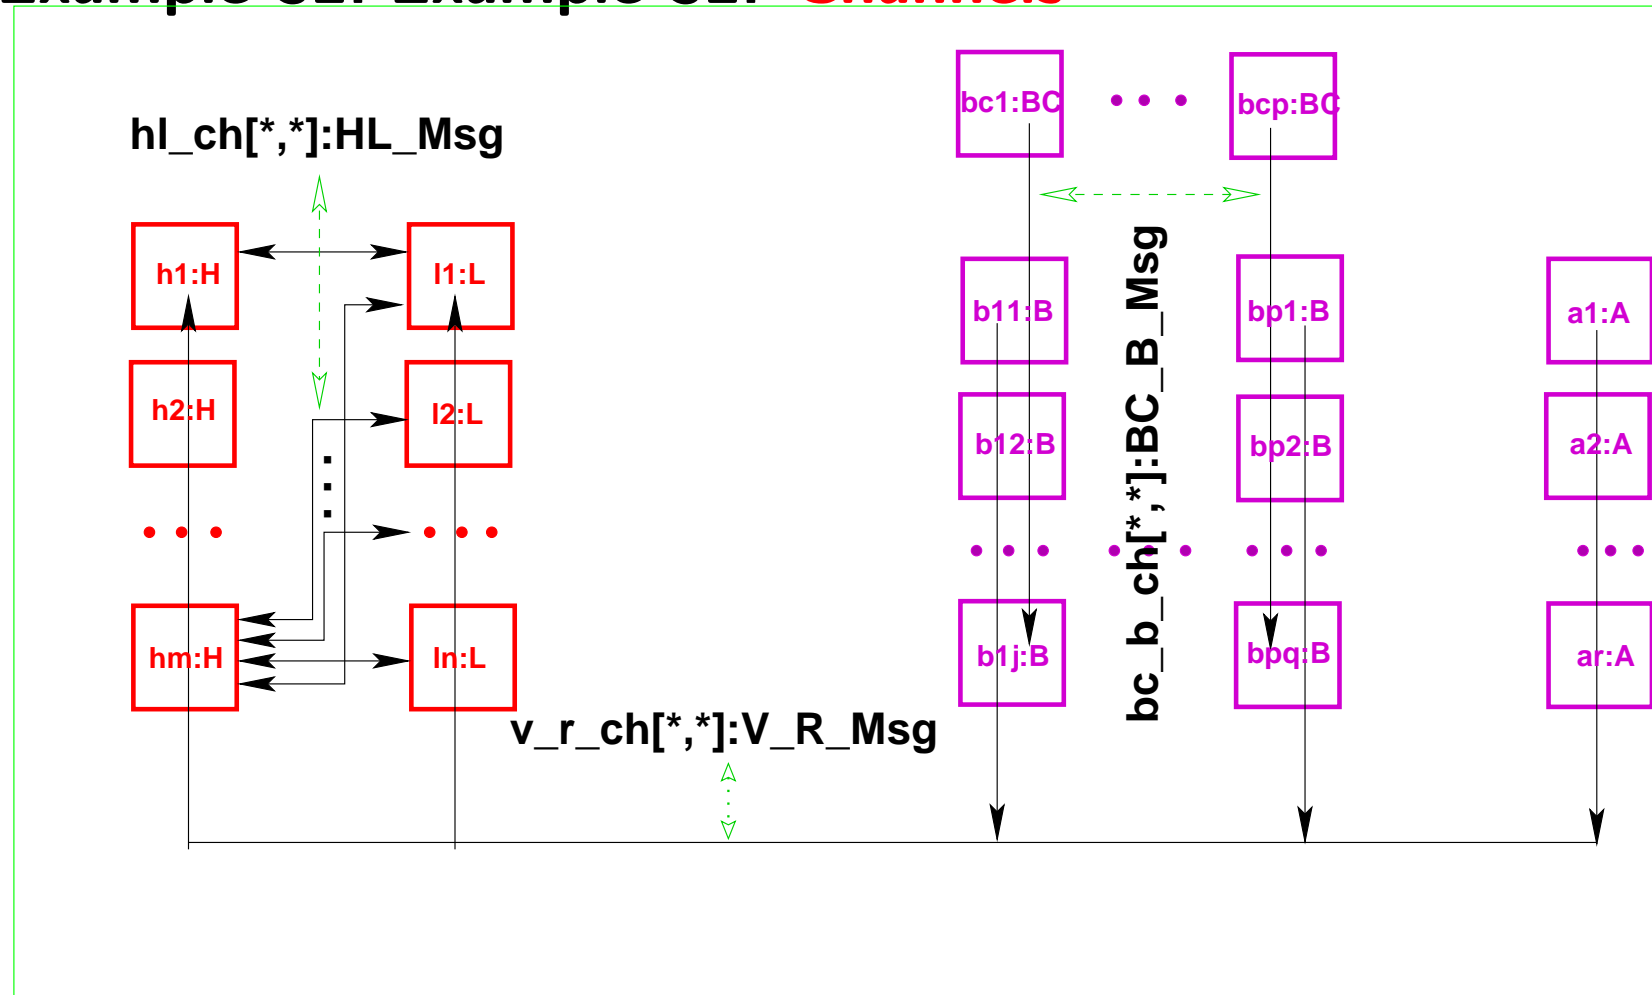 Channels
hl_ch[*,*]:HL_Msg
bc1:BC
bcp:BC
h1:H
l1:L
b11:B
bp1:B
a1:A
h2:H
l2:L
b12:B
bp2:B
a2:A
bc_b_ch[*,*]:BC_B_Msg
hm:H
ln:L
b1j:B
bpq:B
ar:A
v_r_ch[*,*]:V_R_Msg